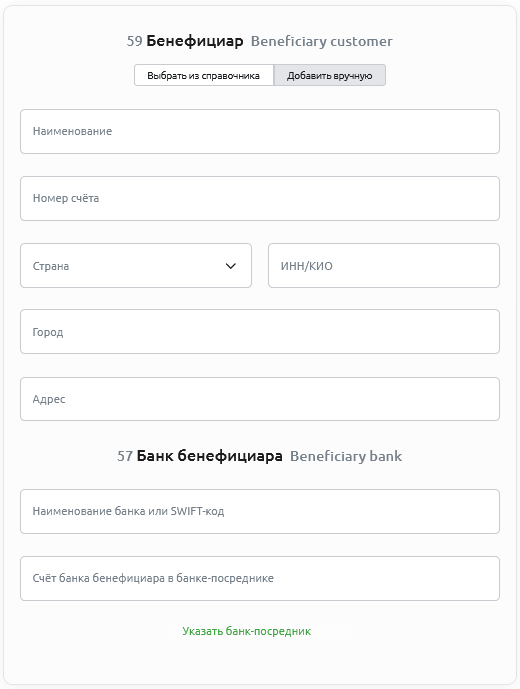 59 Бенефициар Beneficiary customer
Выбрать из справочника Добавить вручную
Наименование
Номер счёта
Страна ИНН/КИО
Город
Адрес
57 Банк бенефициара Beneficiary bank
Наименование банка или SWIFT-код
Счёт банка бенефициара в банке-посреднике
Указать банк-посредник